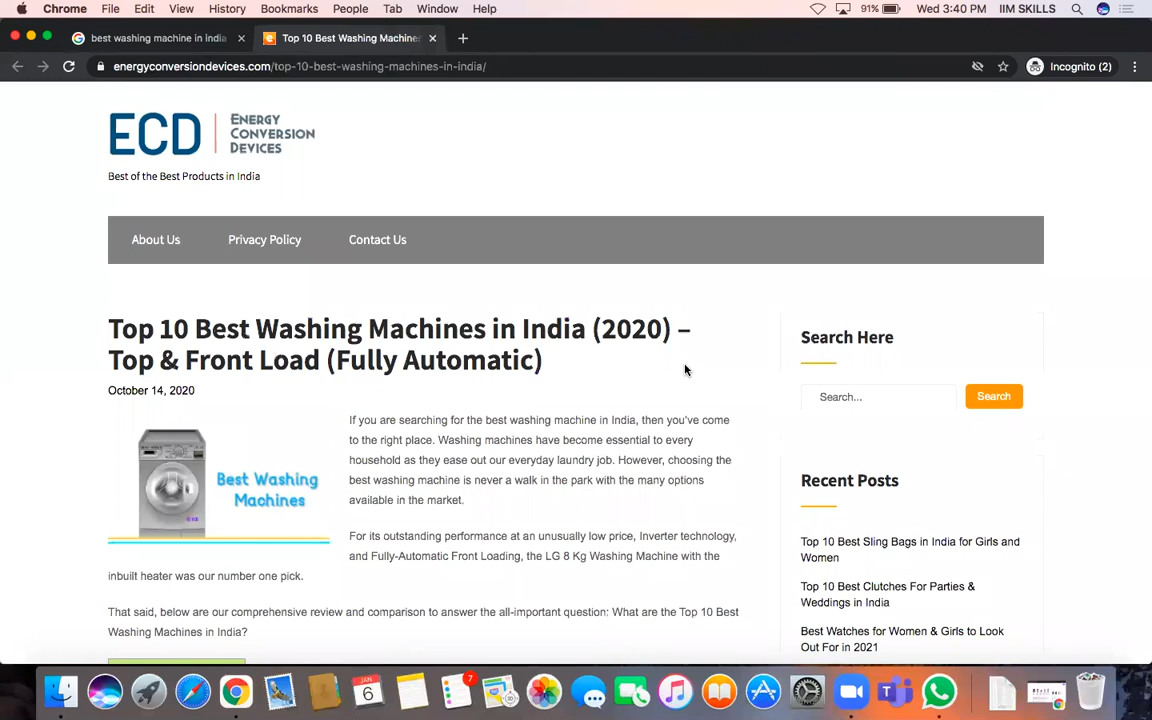 Chrome File Edit View History Bookmarks People Tab Window Help 91% Wed 3:40 PM IIM SKILLS
best washing machine in india Top 10 Best Washing Machine
energyconversiondevices.com/top-10-best-washing-machines-in-india/ Incognito (2)
ECD ENERGY
CONVERSION
DEVICES
Best of the Best Products in India
About Us Privacy Policy Contact Us
Top 10 Best Washing Machines in India (2020) –
Top & Front Load (Fully Automatic)
October 14, 2020
Best Washing
Machines
If you are searching for the best washing machine in India, then you've come
to the right place. Washing machines have become essential to every
household as they ease out our everyday laundry job. However, choosing the
best washing machine is never a walk in the park with the many options
available in the market.
For its outstanding performance at an unusually low price, Inverter technology,
and Fully-Automatic Front Loading, the LG 8 Kg Washing Machine with the
inbuilt heater was our number one pick.
That said, below are our comprehensive review and comparison to answer the all-important question: What are the Top 10 Best
Washing Machines in India?
Search Here
Search... Search
Recent Posts
Top 10 Best Sling Bags in India for Girls and
Women
Top 10 Best Clutches For Parties &
Weddings in India
Best Watches for Women & Girls to Look
Out For in 2021
JAN
6
7